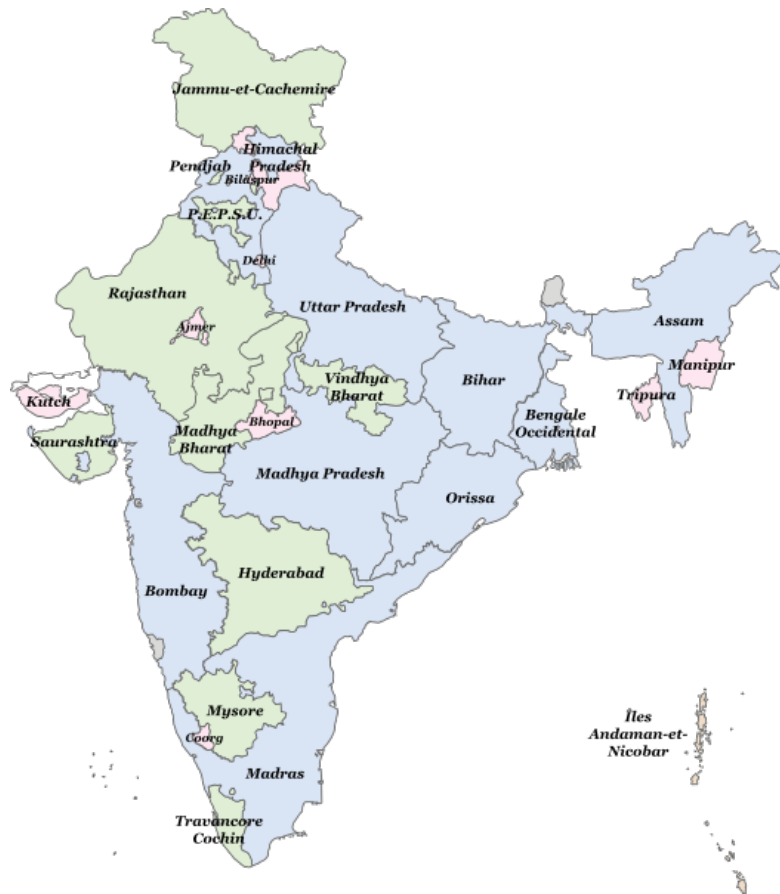 Jammu-et-Cachemire
Himachal
Pradesh
Pendjab
Bilaspur
P.E.P.S.U.
Delhi
Rajasthan
Uttar Pradesh
Ajmer
Assam
Bihar
Manipur
Vindhya
Bharat
Tripura
Kutch
Bhopal
Bengale
Occidental
Saurashtra
Madhya
Bharat
Madhya Pradesh
Orissa
Hyderabad
Bombay
Mysore
Îles
Andaman-et-
Nicobar
Coorg
Madras
Travancore
Cochin